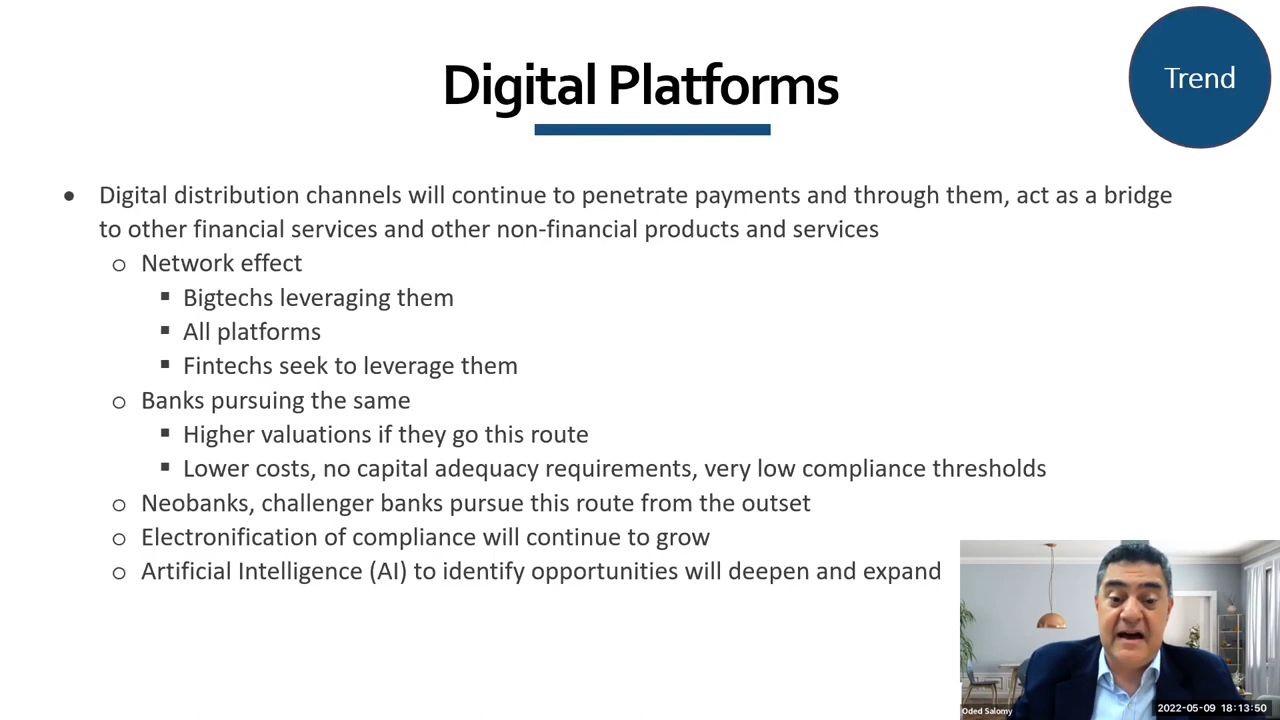 Trend
Digital Platforms
• Digital distribution channels will continue to penetrate payments and through them, act as a bridge
to other financial services and other non-financial products and services
o Network effect
▪ Bigtechs leveraging them
▪ All platforms
▪ Fintechs seek to leverage them
o Banks pursuing the same
▪ Higher valuations if they go this route
▪ Lower costs, no capital adequacy requirements, very low compliance thresholds
o Neobanks, challenger banks pursue this route from the outset
o Electronification of compliance will continue to grow
o Artificial Intelligence (AI) to identify opportunities will deepen and expand
Oded Salomy
2022-05-09 18:13:50